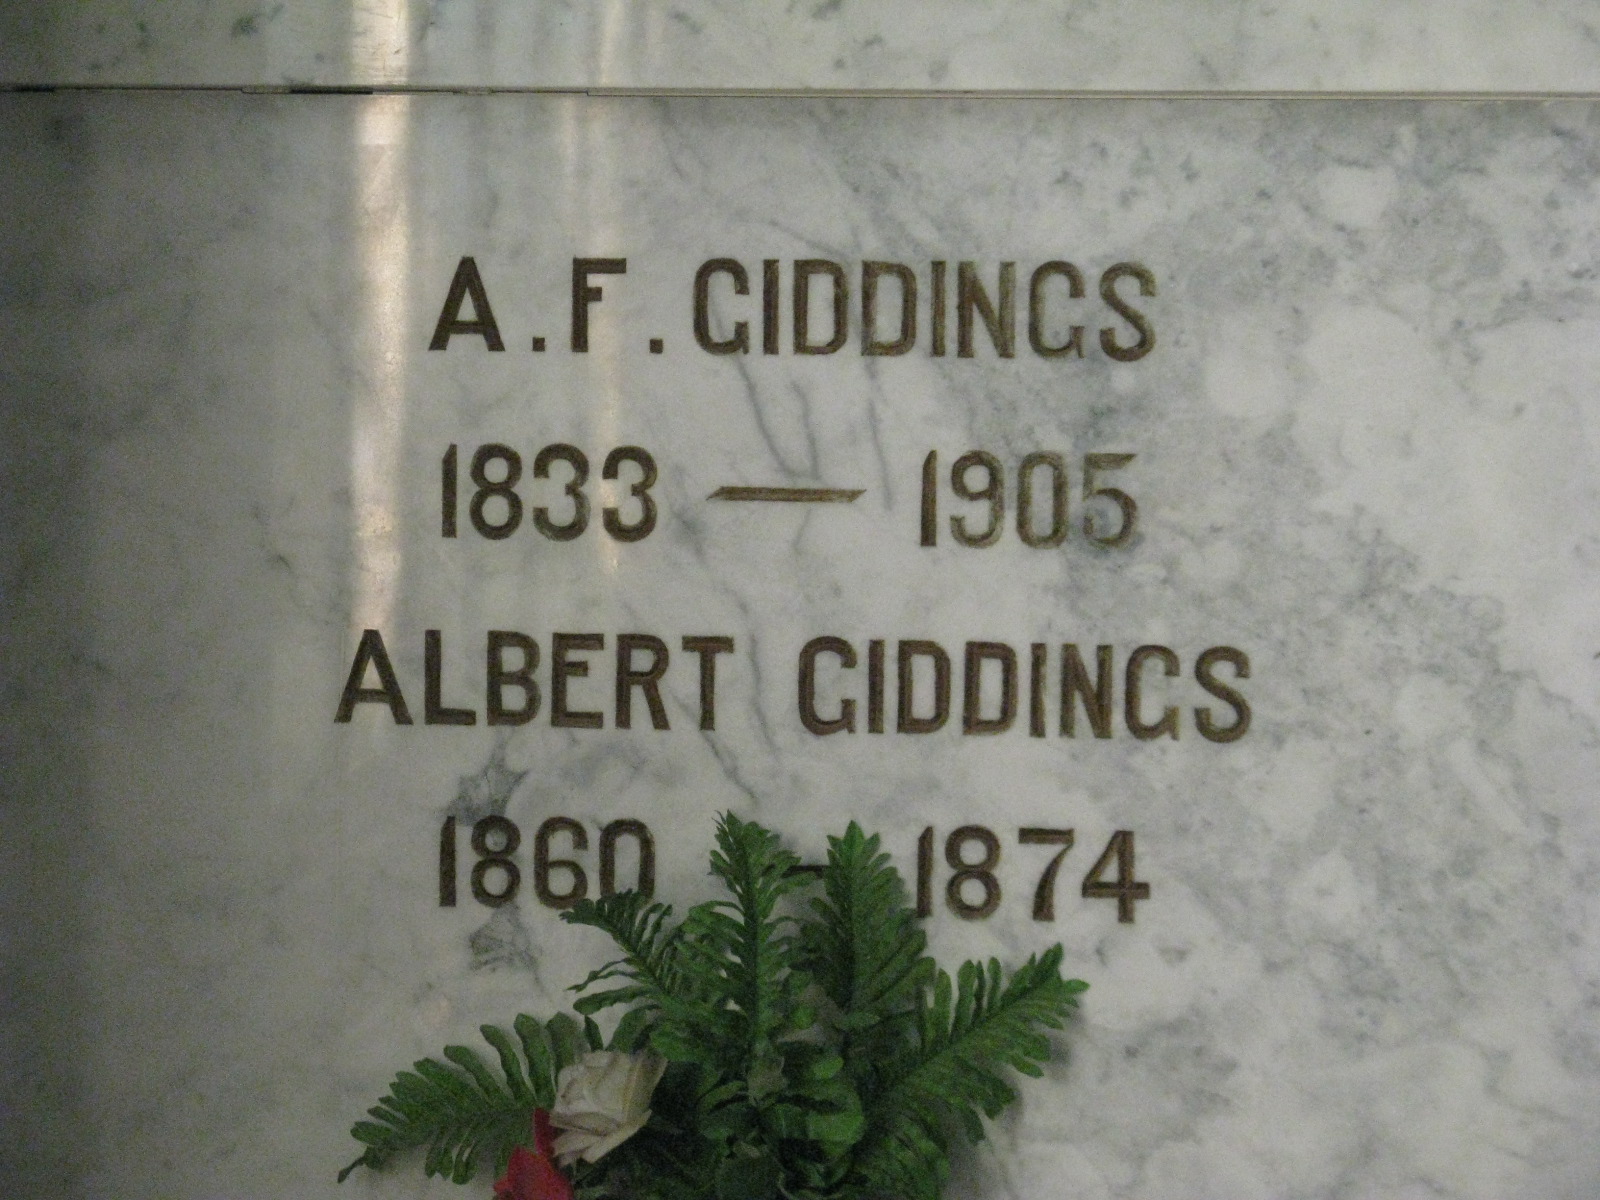 A. F. GIDDINGS
1833 — 1905
ALBERT GIDDINGS
1860 — 1874